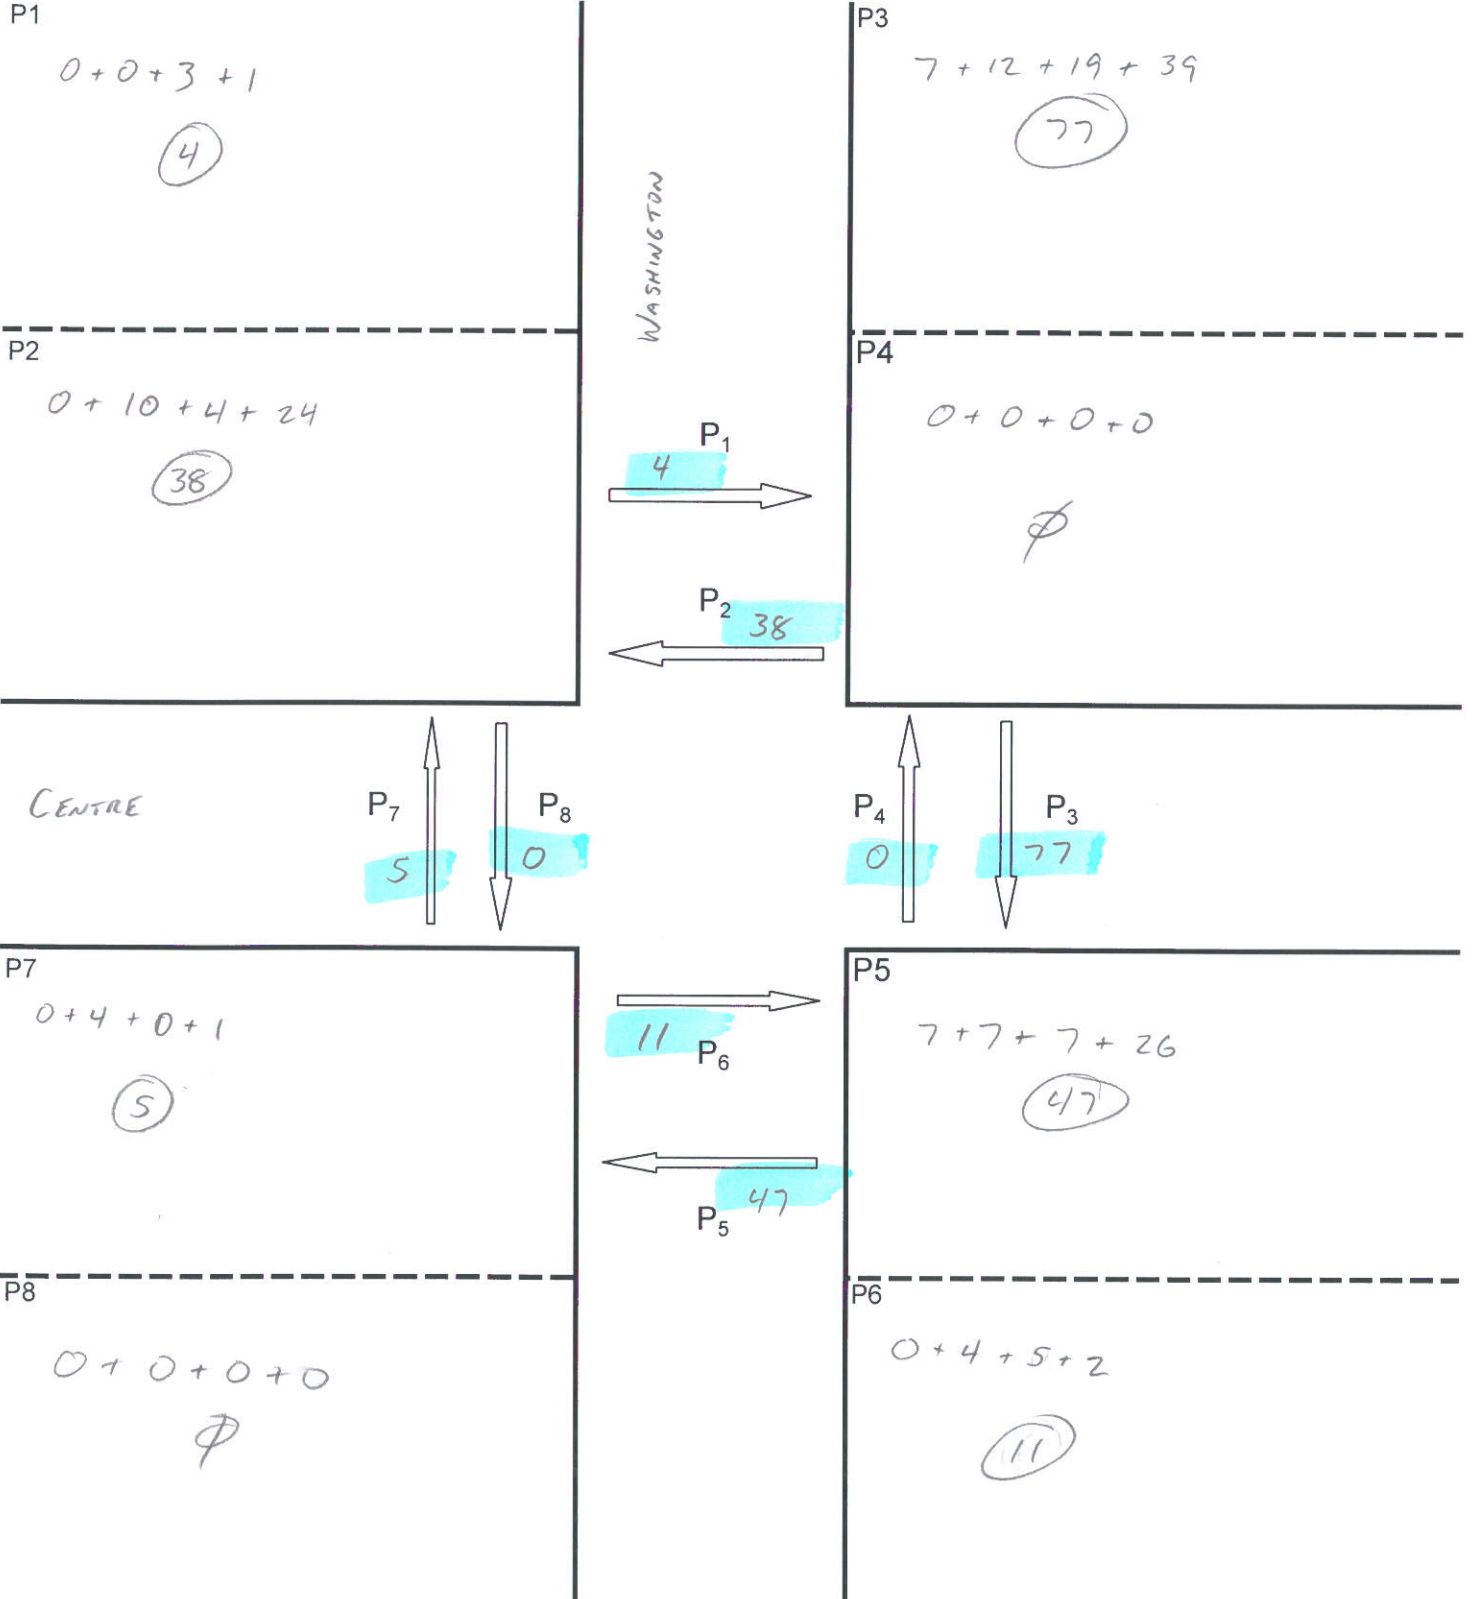 P1
0 + 0 + 3 + 1
4
P3
7 + 12 + 19 + 39
77
WASHINGTON
P2
0 + 10 + 4 + 24
38
P4
0 + 0 + 0 + 0
∅
P₁
4
P₂
38
CENTRE
P₇
5
P₈
0
P₄
0
P₃
77
P7
0 + 4 + 0 + 1
5
11
P₆
47
P₅
P5
7 + 7 + 7 + 26
47
P8
0 + 0 + 0 + 0
∅
P6
0 + 4 + 5 + 2
11